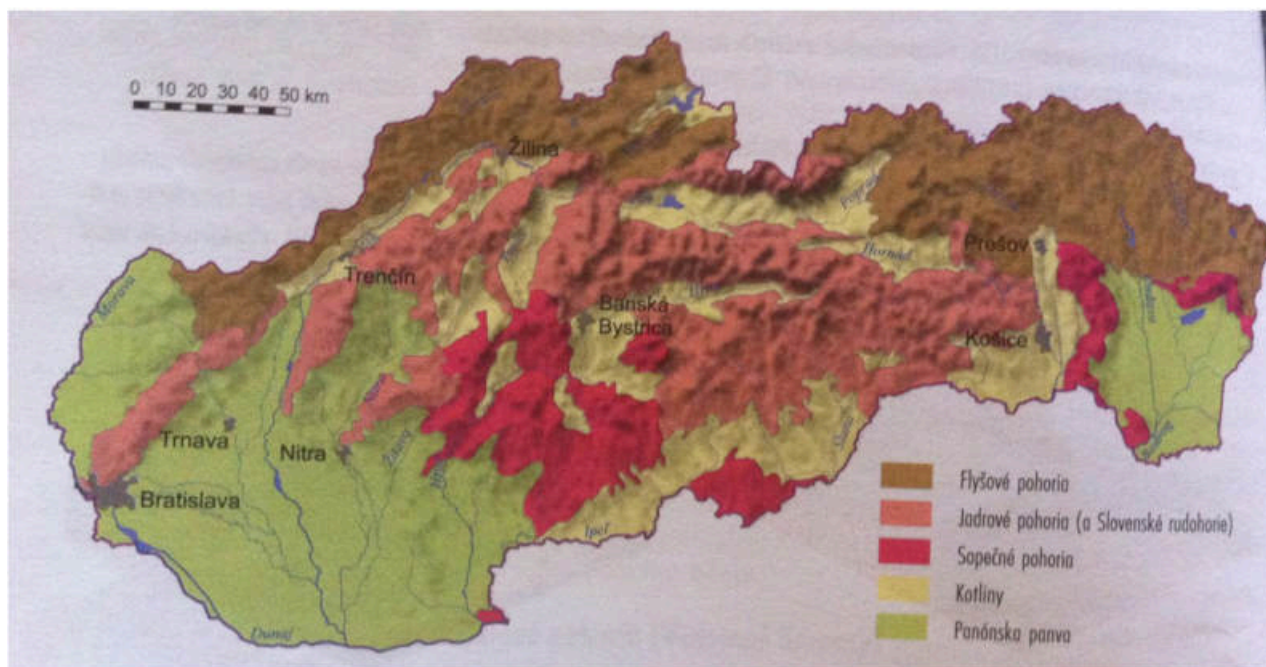 0 10 20 30 40 50 km
Žilina
Poprad
Hornád
Prešov
Trenčín
Morava
Banská
Bystrica
Košice
Trnava
Nitra
Žitava
Bratislava
Ipeľ
Dunaj
Flyšové pohoria
Jadrové pohoria (a Slovenské rudohorie)
Sopečné pohoria
Kotliny
Panónska panva